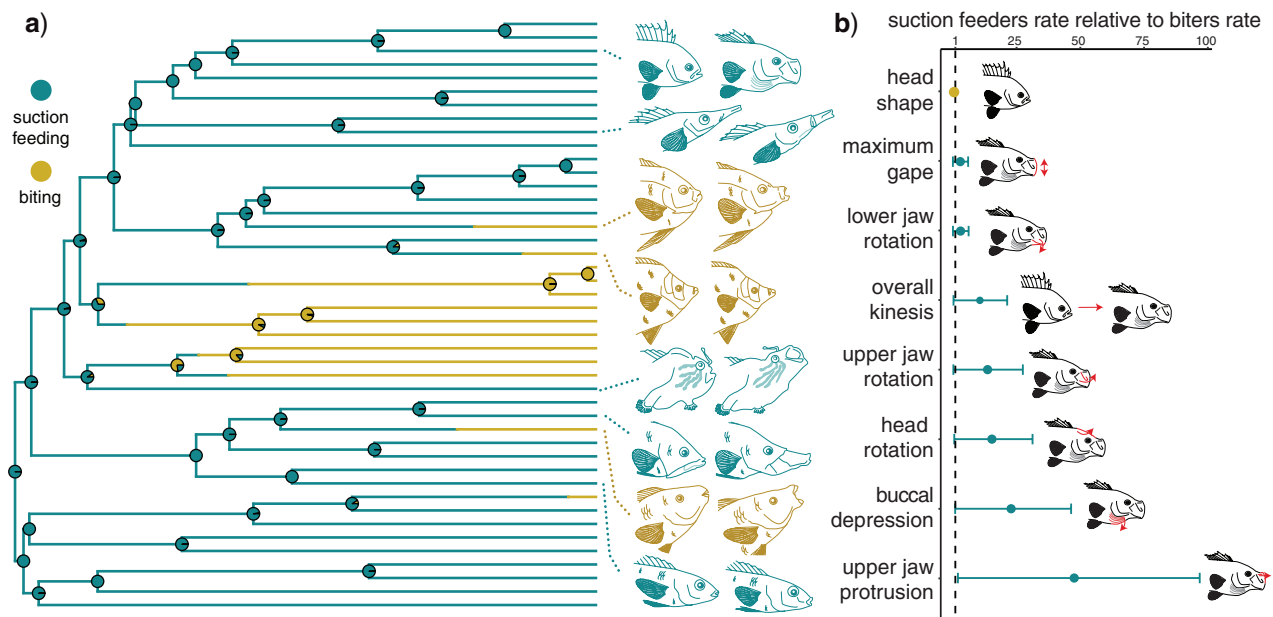 a)
suction
feeding
biting
b)
suction feeders rate relative to biters rate
1 25 50 75 100
head
shape
maximum
gape
lower jaw
rotation
overall
kinesis
upper jaw
rotation
head
rotation
buccal
depression
upper jaw
protrusion